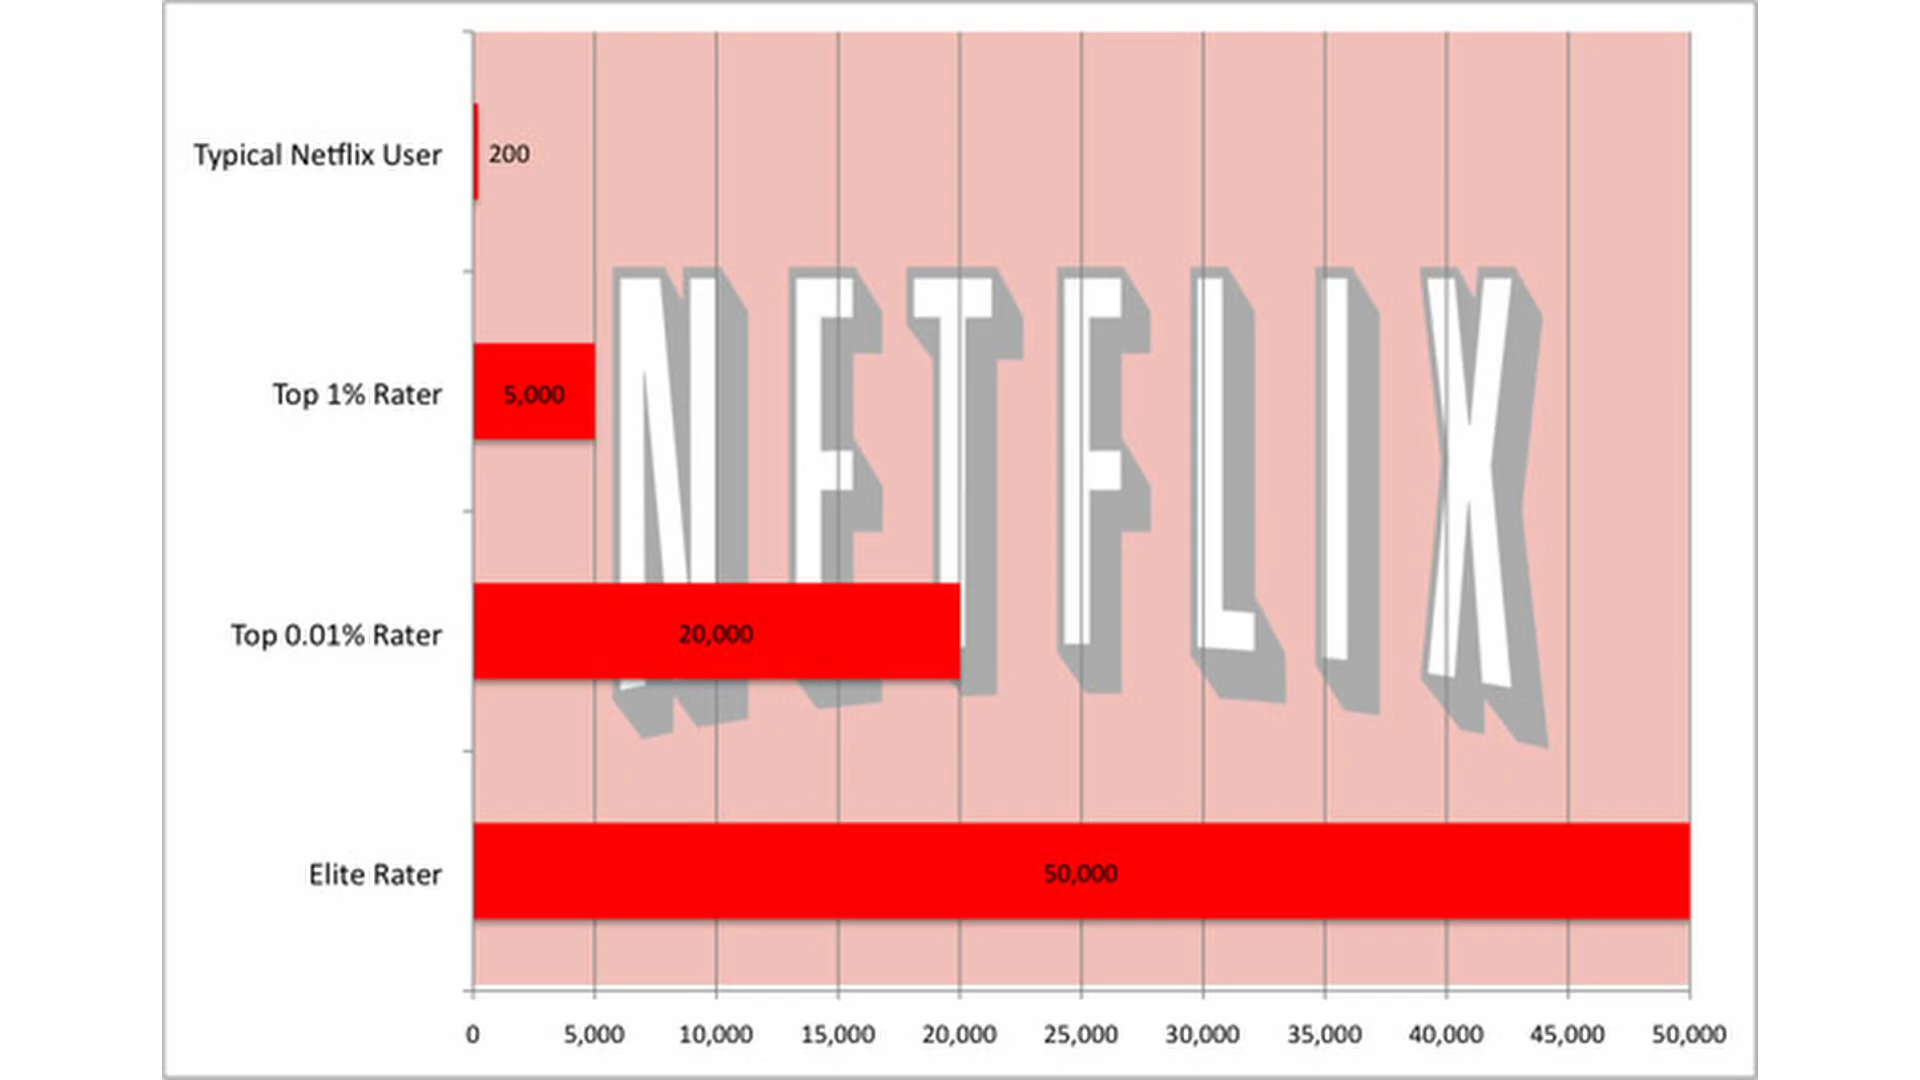 Typical Netflix User
200
NETFLIX
Top 1% Rater
5,000
Top 0.01% Rater
20,000
Elite Rater
50,000
0 5,000 10,000 15,000 20,000 25,000 30,000 35,000 40,000 45,000 50,000